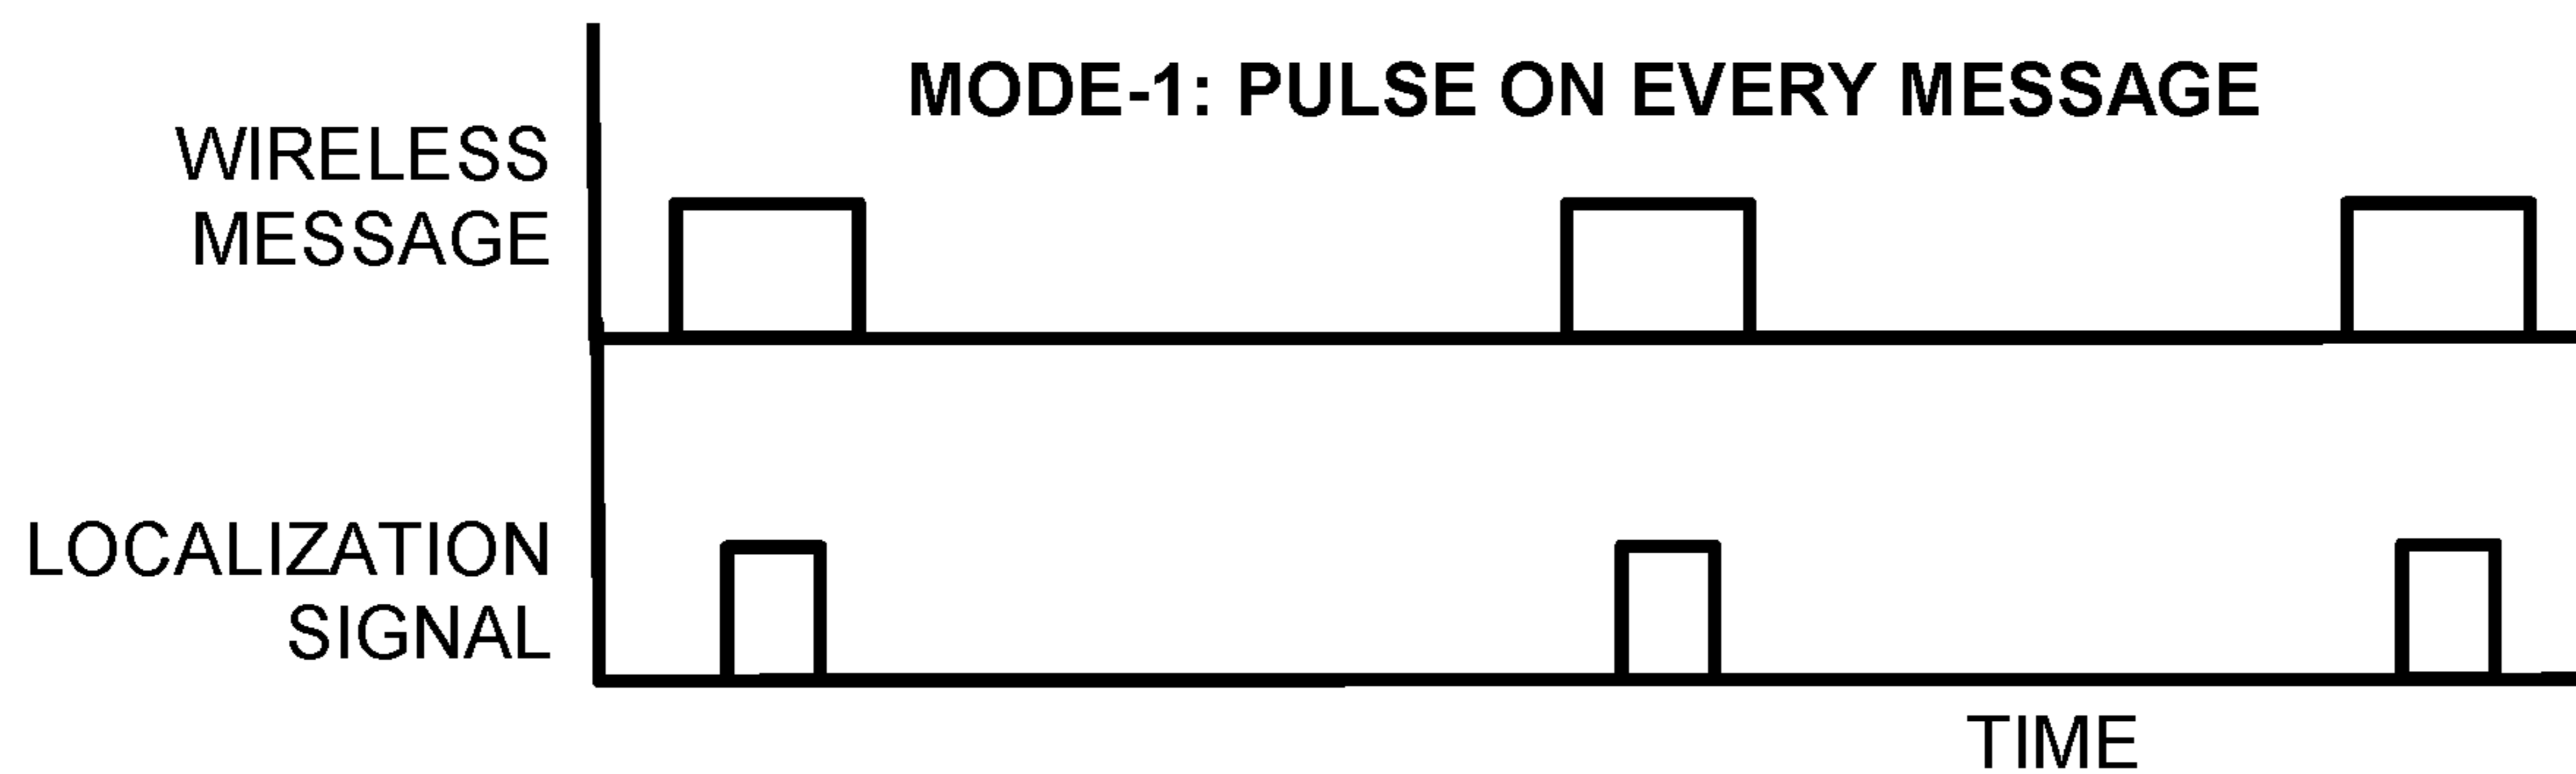 MODE-1: PULSE ON EVERY MESSAGE
WIRELESS
MESSAGE
LOCALIZATION
SIGNAL
TIME